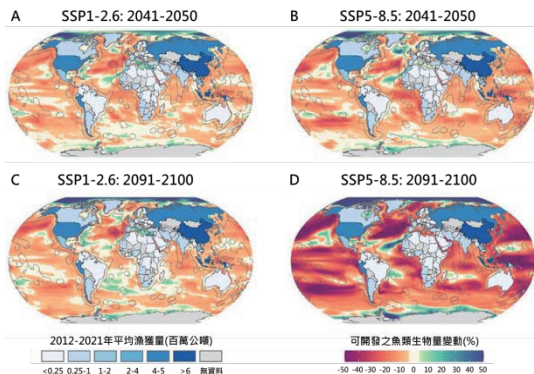 A SSP1-2.6: 2041-2050
B SSP5-8.5: 2041-2050
C SSP1-2.6: 2091-2100
D SSP5-8.5: 2091-2100
2012-2021年平均漁獲量(百萬公噸)
<0.25 0.25-1 1-2 2-4 4-5 >6 無資料
可開發之魚類生物量變動(%)
-50 -40 -30 -20 -10 0 10 20 30 40 50